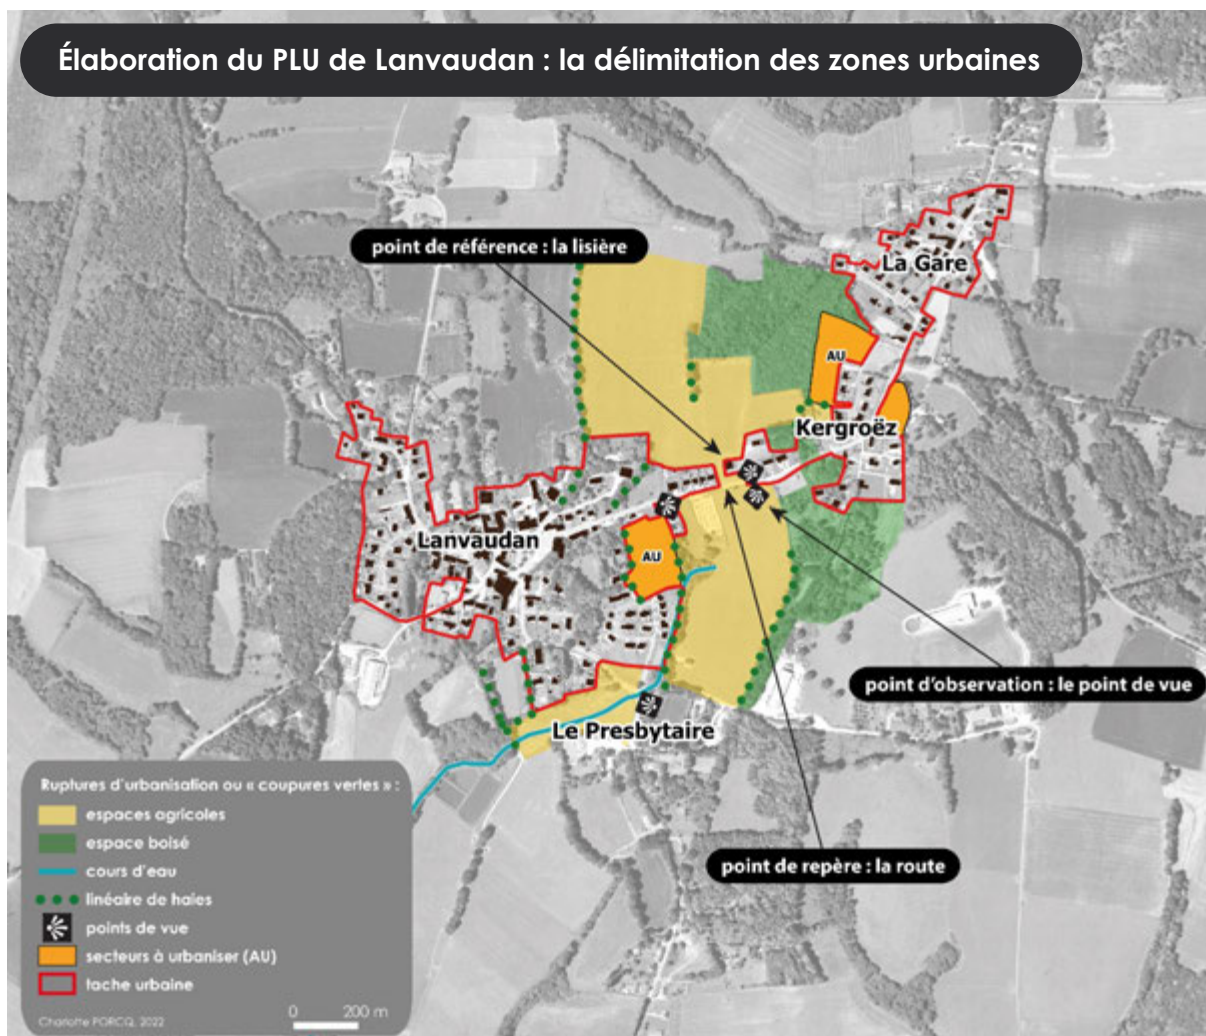 Élaboration du PLU de Lanvaudan : la délimitation des zones urbaines
point de référence : la lisière
La Gare
AU
Kergroëz
Lanvaudan
AU
point d'observation : le point de vue
Le Presbytaire
point de repère : la route
Ruptures d'urbanisation ou « coupures vertes » :
espaces agricoles
espace boisé
cours d'eau
linéaire de haies
points de vue
secteurs à urbaniser (AU)
tache urbaine
0 200 m
Charlotte PORCQ, 2022